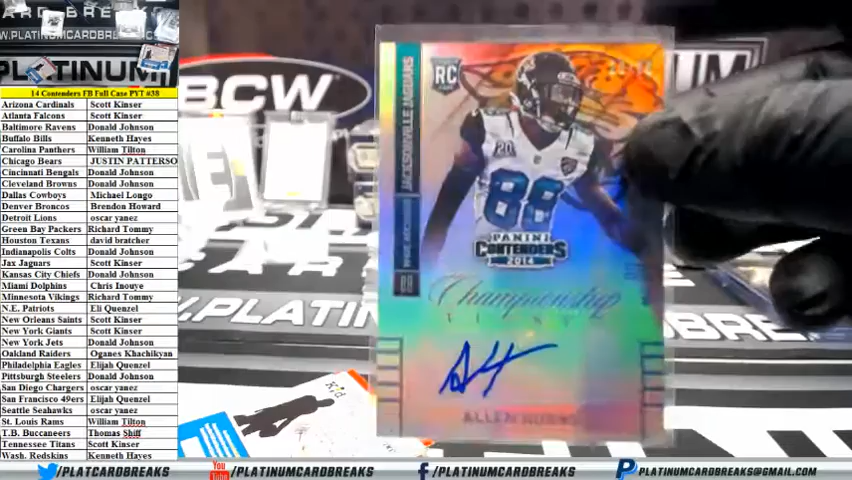 PLATINUM
14 Contenders FB Full Case PYT #38
Arizona Cardinals Scott Kinser
Atlanta Falcons Scott Kinser
Baltimore Ravens Donald Johnson
Buffalo Bills Kenneth Hayes
Carolina Panthers William Tilton
Chicago Bears JUSTIN PATTERSO
Cincinnati Bengals Donald Johnson
Cleveland Browns Donald Johnson
Dallas Cowboys Michael Longo
Denver Broncos Brendon Howard
Detroit Lions oscar yanez
Green Bay Packers Richard Tommy
Houston Texans david bratcher
Indianapolis Colts Donald Johnson
Jax Jaguars Scott Kinser
Kansas City Chiefs Donald Johnson
Miami Dolphins Chris Inouye
Minnesota Vikings Richard Tommy
N.E. Patriots Eli Quenzel
New Orleans Saints Scott Kinser
New York Giants Scott Kinser
New York Jets Donald Johnson
Oakland Raiders Oganes Khachikyan
Philadelphia Eagles Elijah Quenzel
Pittsburgh Steelers Donald Johnson
San Diego Chargers oscar yanez
San Francisco 49ers Elijah Quenzel
Seattle Seahawks oscar yanez
St. Louis Rams William Tilton
T.B. Buccaneers Thomas Shiff
Tennessee Titans Scott Kinser
Wash. Redskins Kenneth Hayes
BCW
JACKSONVILLE JAGUARS
WIDE RECEIVER
RC
20
88
PANINI
CONTENDERS
2014
Championship
TICKET
ALLEN HURNS
/PLATCARDBREAKS
You Tube /PLATINUMCARDBREAKS
/PLATINUMCARDBREAKS
PLATINUMCARDBREAKS@GMAIL.COM